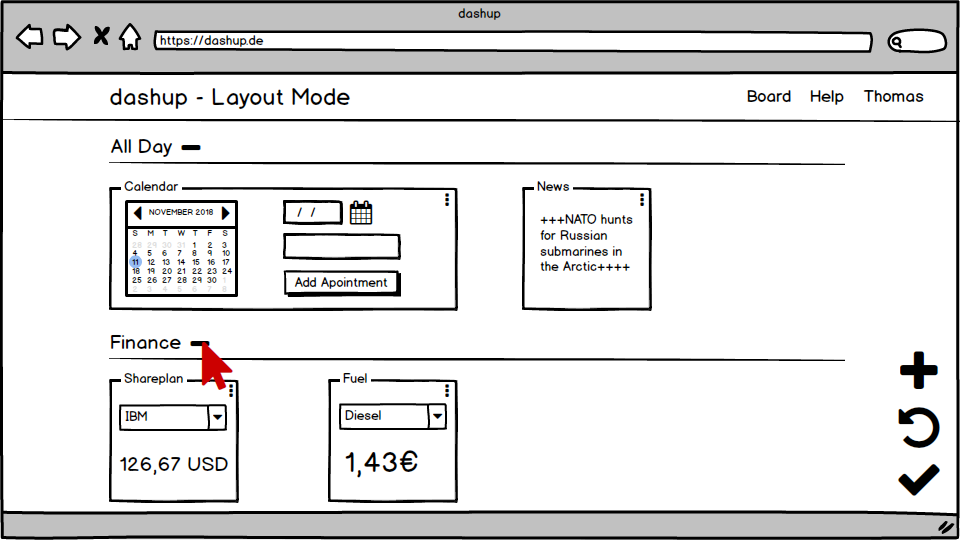 dashup
https://dashup.de
dashup - Layout Mode
Board Help Thomas
All Day
Calendar
NOVEMBER 2018
S M T W T F S
28 29 30 31 1 2 3
4 5 6 7 8 9 10
11 12 13 14 15 16 17
18 19 20 21 22 23 24
25 26 27 28 29 30 1
2 3 4 5 6 7 8
/ /
Add Apointment
News
+++NATO hunts
for Russian
submarines in
the Arctic++++
Finance
Shareplan
IBM
126,67 USD
Fuel
Diesel
1,43€